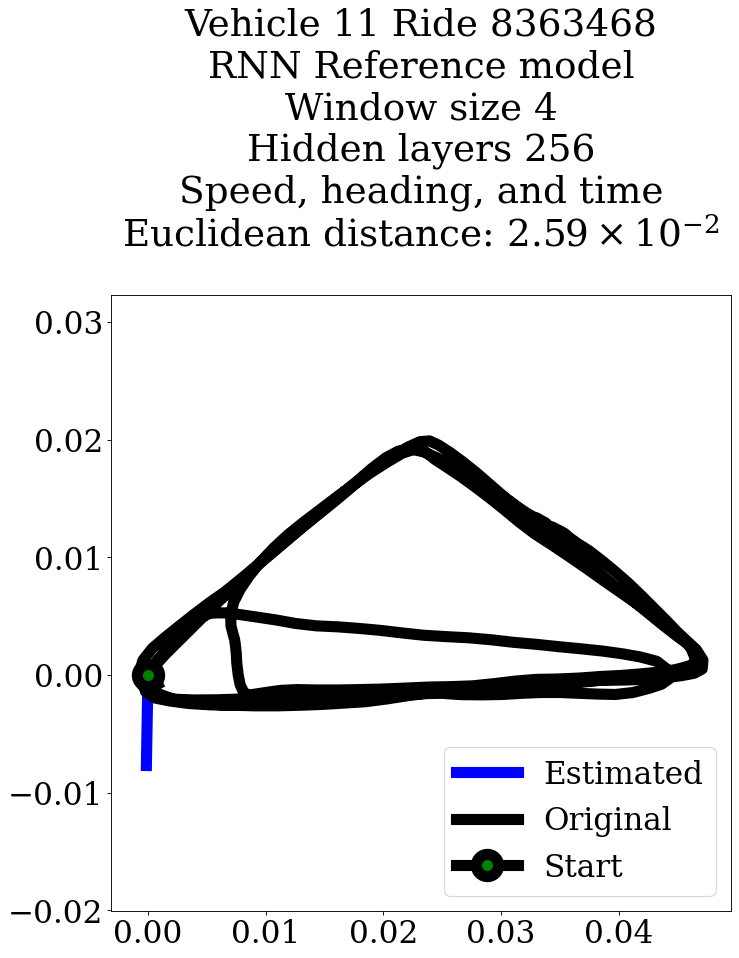 Vehicle 11 Ride 8363468
RNN Reference model
Window size 4
Hidden layers 256
Speed, heading, and time
Euclidean distance: 2.59 × 10⁻²
0.03
0.02
0.01
0.00
−0.01
−0.02
0.00 0.01 0.02 0.03 0.04
Estimated
Original
Start